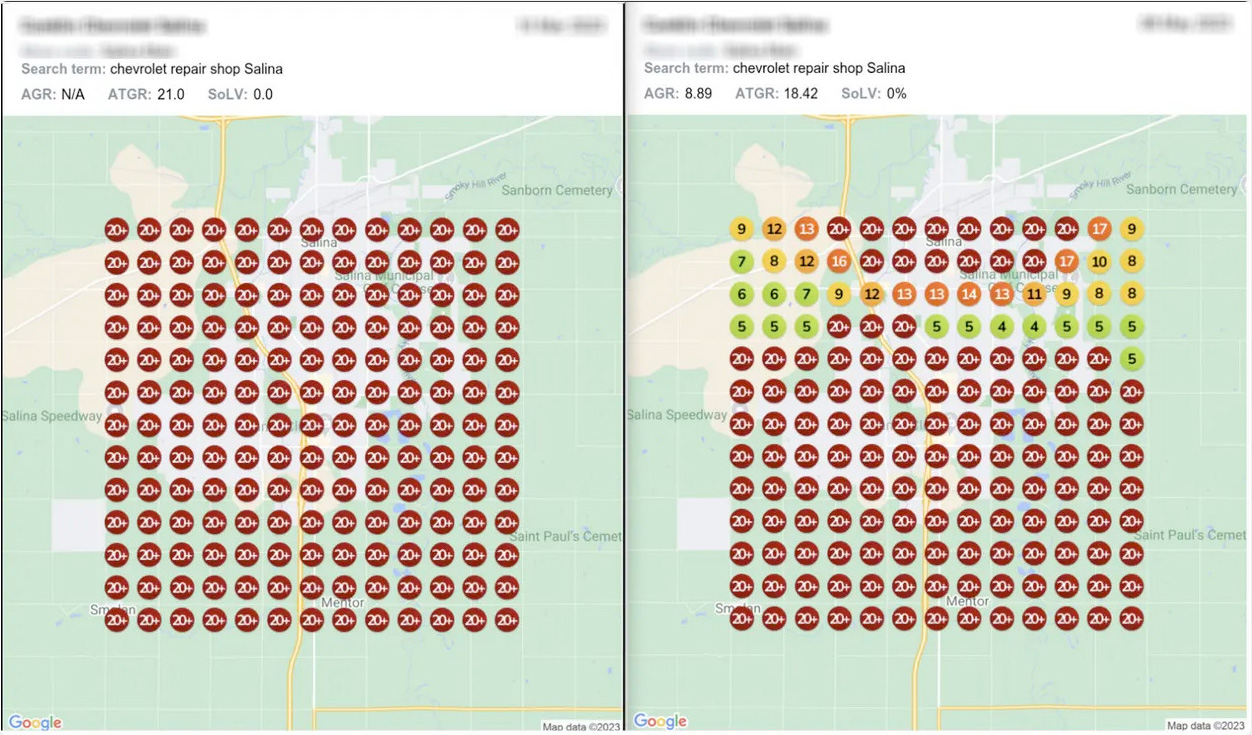 Search term: chevrolet repair shop Salina
AGR: N/A ATGR: 21.0 SoLV: 0.0
Smoky Hill River
Sanborn Cemetery
20+ 20+ 20+ 20+ 20+ 20+ 20+ 20+ 20+ 20+ 20+ 20+ 20+
Salina
20+ 20+ 20+ 20+ 20+ 20+ 20+ 20+ 20+ 20+ 20+ 20+ 20+
Salina Municipal
20+ 20+ 20+ 20+ 20+ 20+ 20+ 20+ 20+ 20+ 20+ 20+ 20+
20+ 20+ 20+ 20+ 20+ 20+ 20+ 20+ 20+ 20+ 20+ 20+ 20+
20+ 20+ 20+ 20+ 20+ 20+ 20+ 20+ 20+ 20+ 20+ 20+ 20+
20+ 20+ 20+ 20+ 20+ 20+ 20+ 20+ 20+ 20+ 20+ 20+ 20+
Salina Speedway
20+ 20+ 20+ 20+ 20+ 20+ 20+ 20+ 20+ 20+ 20+ 20+ 20+
20+ 20+ 20+ 20+ 20+ 20+ 20+ 20+ 20+ 20+ 20+ 20+ 20+
20+ 20+ 20+ 20+ 20+ 20+ 20+ 20+ 20+ 20+ 20+ 20+ 20+
20+ 20+ 20+ 20+ 20+ 20+ 20+ 20+ 20+ 20+ 20+ 20+ 20+
Saint Paul's Cemet
20+ 20+ 20+ 20+ 20+ 20+ 20+ 20+ 20+ 20+ 20+ 20+ 20+
20+ 20+ 20+ 20+ 20+ 20+ 20+ 20+ 20+ 20+ 20+ 20+ 20+
Mentor
20+ 20+ 20+ 20+ 20+ 20+ 20+ 20+ 20+ 20+ 20+ 20+ 20+
Google
Map data ©2023
Search term: chevrolet repair shop Salina
AGR: 8.89 ATGR: 18.42 SoLV: 0%
Smoky Hill River
Sanborn Cemetery
9 12 13 20+ 20+ 20+ 20+ 20+ 20+ 20+ 20+ 17 9
Salina
7 8 12 16 20+ 20+ 20+ 20+ 20+ 20+ 17 10 8
Salina Municipal
6 6 7 9 12 13 13 14 13 11 9 8 8
5 5 5 20+ 20+ 20+ 5 5 4 4 5 5 5
20+ 20+ 20+ 20+ 20+ 20+ 20+ 20+ 20+ 20+ 20+ 20+ 5
20+ 20+ 20+ 20+ 20+ 20+ 20+ 20+ 20+ 20+ 20+ 20+ 20+
Salina Speedway
20+ 20+ 20+ 20+ 20+ 20+ 20+ 20+ 20+ 20+ 20+ 20+ 20+
20+ 20+ 20+ 20+ 20+ 20+ 20+ 20+ 20+ 20+ 20+ 20+ 20+
20+ 20+ 20+ 20+ 20+ 20+ 20+ 20+ 20+ 20+ 20+ 20+ 20+
20+ 20+ 20+ 20+ 20+ 20+ 20+ 20+ 20+ 20+ 20+ 20+ 20+
Saint Paul's Cemet
20+ 20+ 20+ 20+ 20+ 20+ 20+ 20+ 20+ 20+ 20+ 20+ 20+
20+ 20+ 20+ 20+ 20+ 20+ 20+ 20+ 20+ 20+ 20+ 20+ 20+
Mentor
20+ 20+ 20+ 20+ 20+ 20+ 20+ 20+ 20+ 20+ 20+ 20+ 20+
Google
Map data ©2023